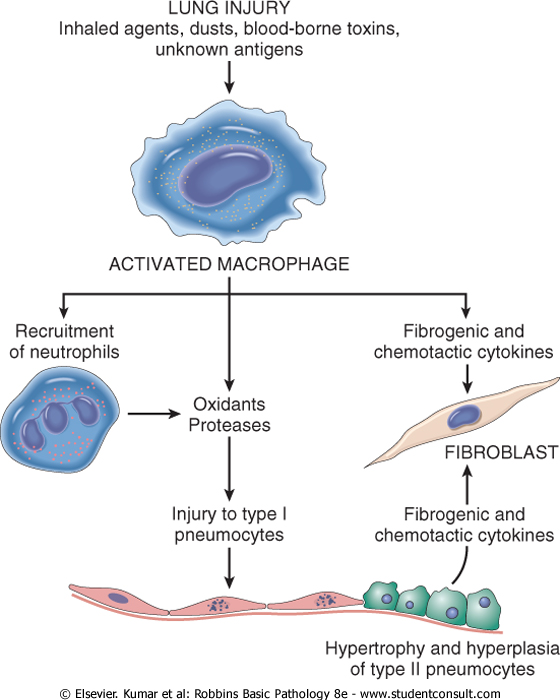 LUNG INJURY
Inhaled agents, dusts, blood-borne toxins,
unknown antigens
ACTIVATED MACROPHAGE
Recruitment
of neutrophils
Fibrogenic and
chemotactic cytokines
Oxidants
Proteases
FIBROBLAST
Injury to type I
pneumocytes
Fibrogenic and
chemotactic cytokines
Hypertrophy and hyperplasia
of type II pneumocytes
© Elsevier. Kumar et al: Robbins Basic Pathology 8e - www.studentconsult.com